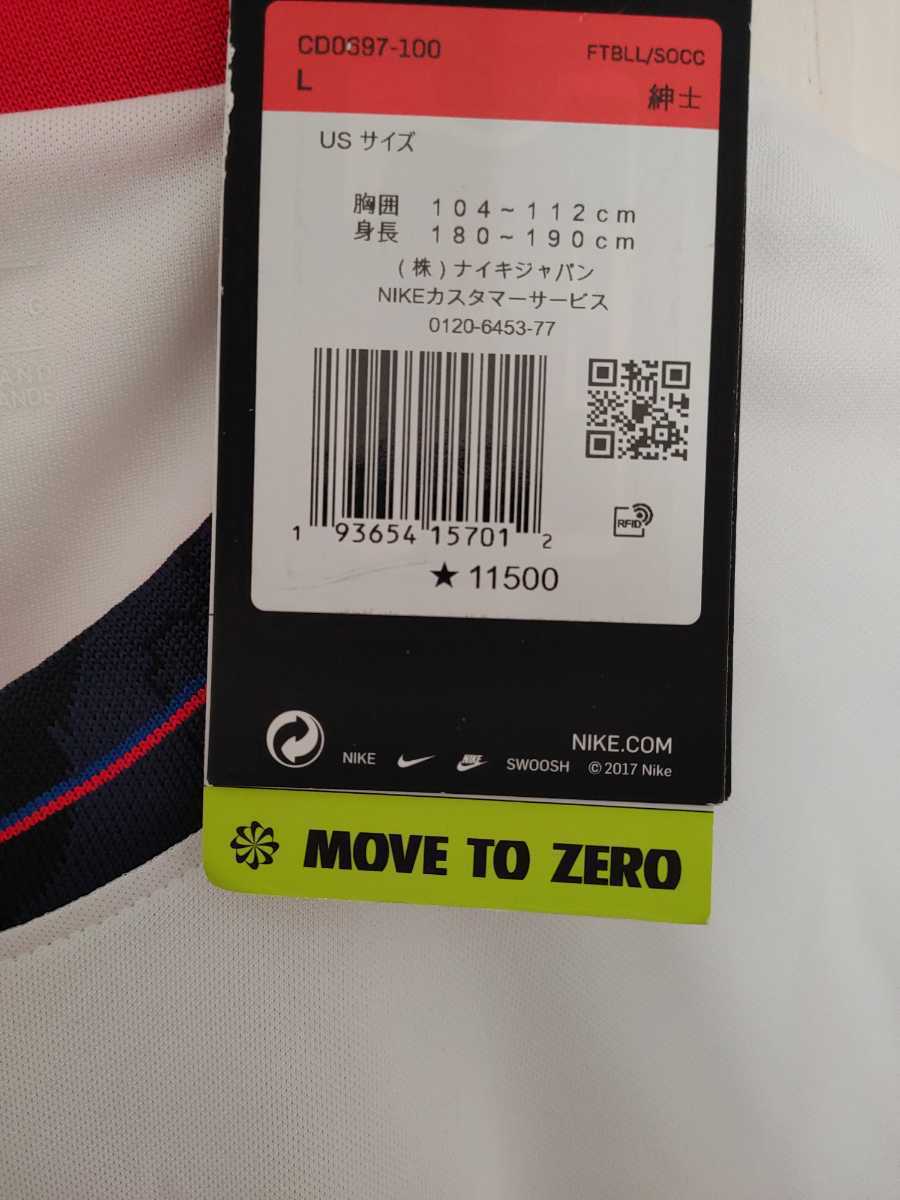 CD0697-100
FTBLL/SOCC
L
紳士
US サイズ
胸囲 104~112cm
身長 180~190cm
(株)ナイキジャパン
NIKEカスタマーサービス
0120-6453-77
RFID
1 93654 15701 2
★11500
NIKE.COM
NIKE NIKE SWOOSH © 2017 Nike
MOVE TO ZERO
G